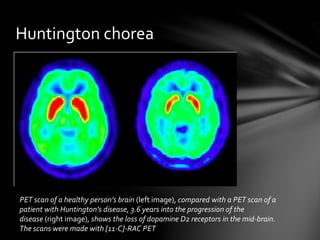 Huntington chorea
PET scan of a healthy person's brain (left image), compared with a PET scan of a
patient with Huntington's disease, 3.6 years into the progression of the
disease (right image), shows the loss of dopamine D2 receptors in the mid-brain.
The scans were made with [11-C]-RAC PET